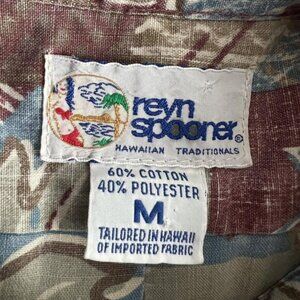 reyn
spooner®
HAWAIIAN TRADITIONALS
60% COTTON
40% POLYESTER
M
TAILORED IN HAWAII
OF IMPORTED FABRIC